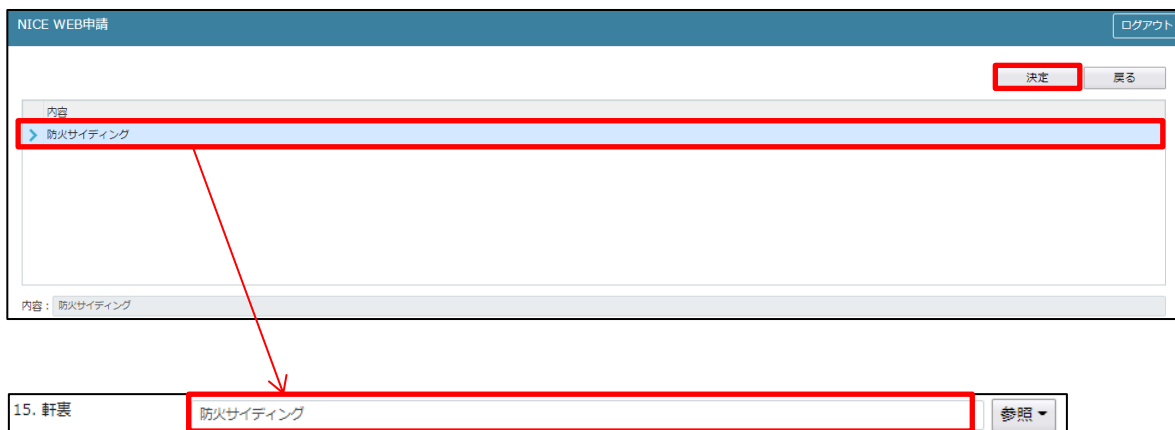 NICE WEB申請 ログアウト
決定 戻る
内容
防火サイディング
内容： 防火サイディング
15. 軒裏 防火サイディング 参照